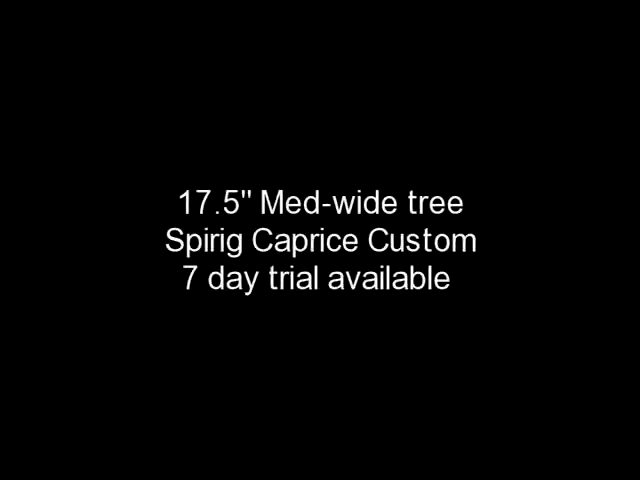 17.5" Med-wide tree
Spirig Caprice Custom
7 day trial available